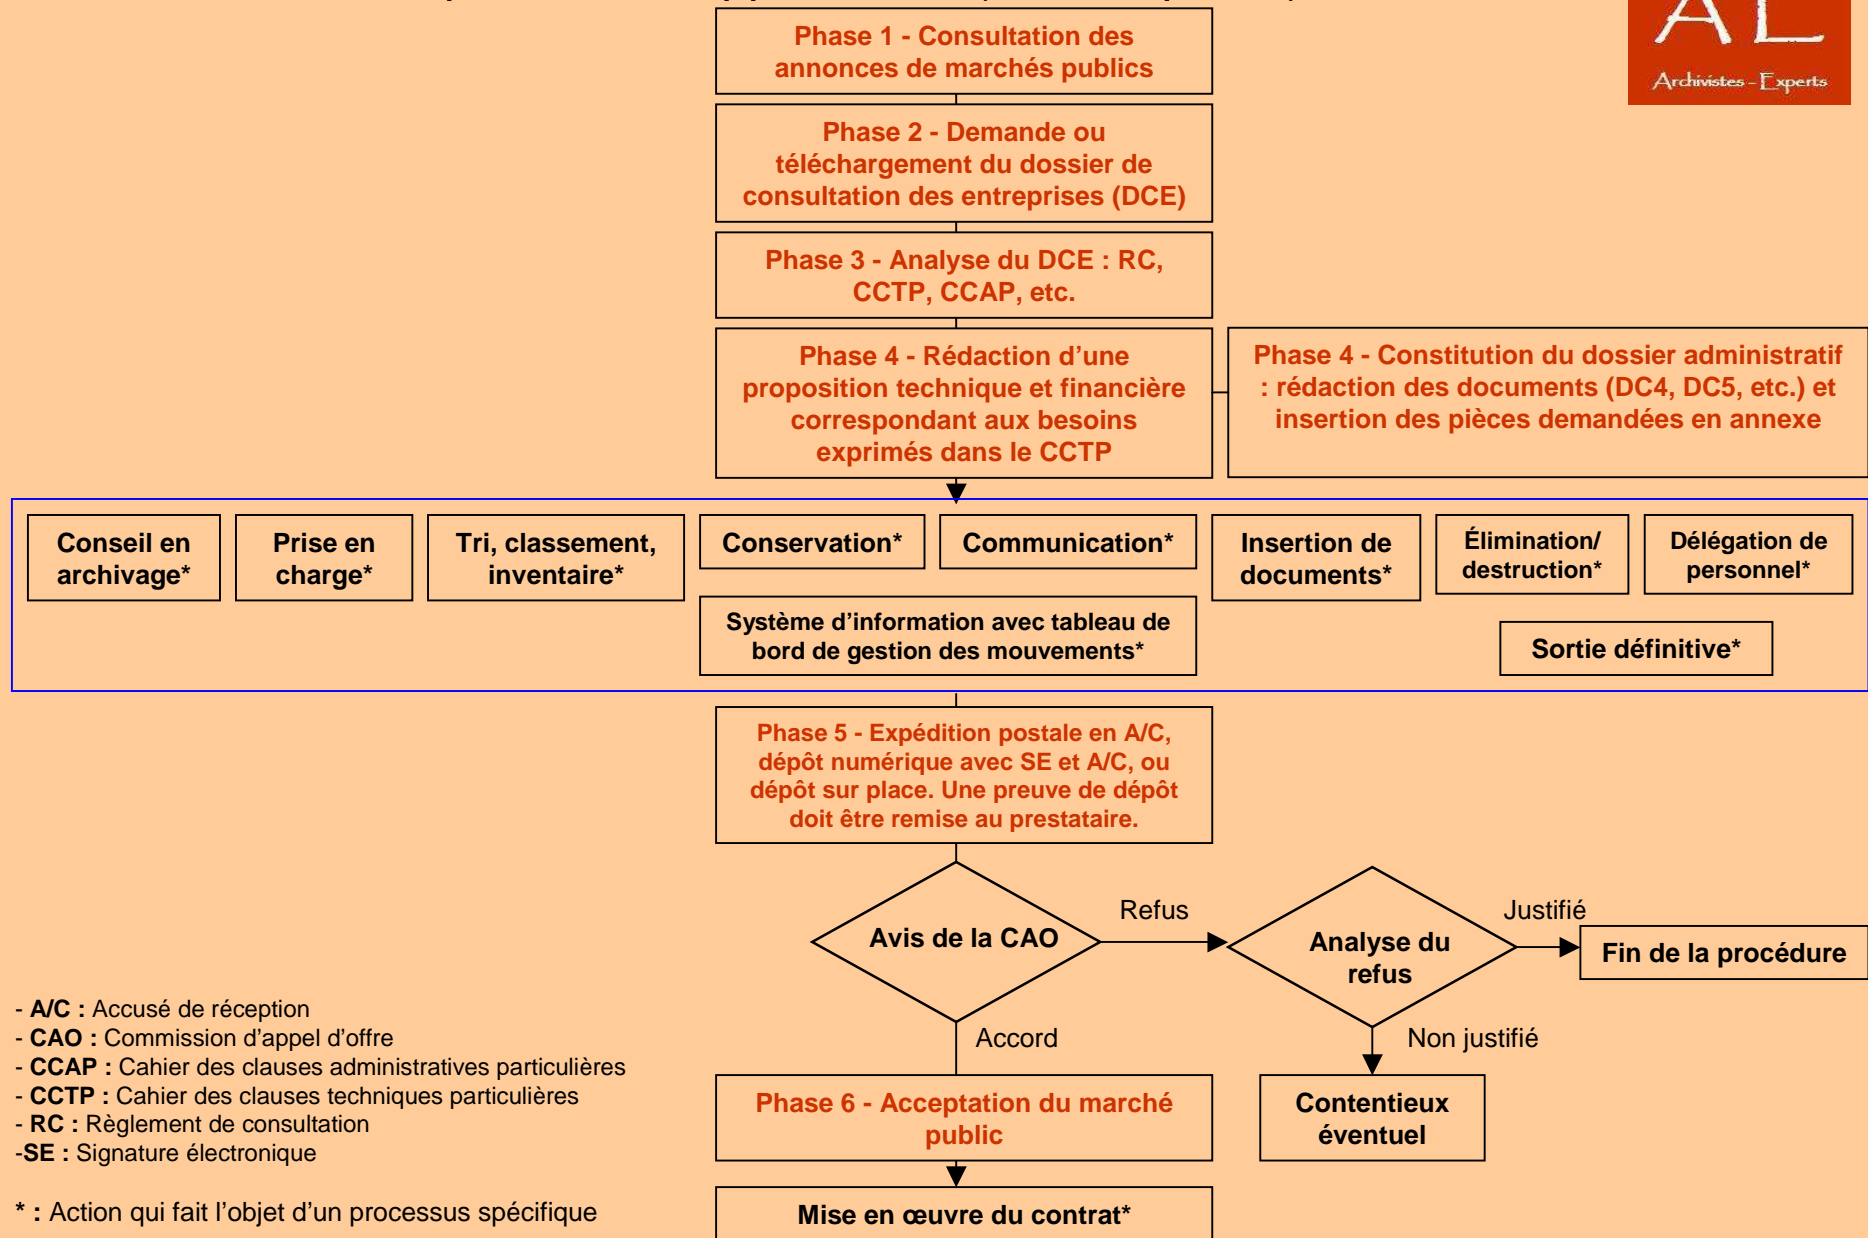 AL
Archivistes - Experts
Phase 1 - Consultation des
annonces de marchés publics
Phase 2 - Demande ou
téléchargement du dossier de
consultation des entreprises (DCE)
Phase 3 - Analyse du DCE : RC,
CCTP, CCAP, etc.
Phase 4 - Rédaction d’une
proposition technique et financière
correspondant aux besoins
exprimés dans le CCTP
Phase 4 - Constitution du dossier administratif
: rédaction des documents (DC4, DC5, etc.) et
insertion des pièces demandées en annexe
Conseil en
archivage*
Prise en
charge*
Tri, classement,
inventaire*
Conservation*
Communication*
Insertion de
documents*
Élimination/
destruction*
Délégation de
personnel*
Système d’information avec tableau de
bord de gestion des mouvements*
Sortie définitive*
Phase 5 - Expédition postale en A/C,
dépôt numérique avec SE et A/C, ou
dépôt sur place. Une preuve de dépôt
doit être remise au prestataire.
Avis de la CAO
Refus
Analyse du
refus
Justifié
Fin de la procédure
Accord
Non justifié
Phase 6 - Acceptation du marché
public
Contentieux
éventuel
Mise en œuvre du contrat*
- A/C : Accusé de réception
- CAO : Commission d’appel d’offre
- CCAP : Cahier des clauses administratives particulières
- CCTP : Cahier des clauses techniques particulières
- RC : Règlement de consultation
-SE : Signature électronique
* : Action qui fait l’objet d’un processus spécifique